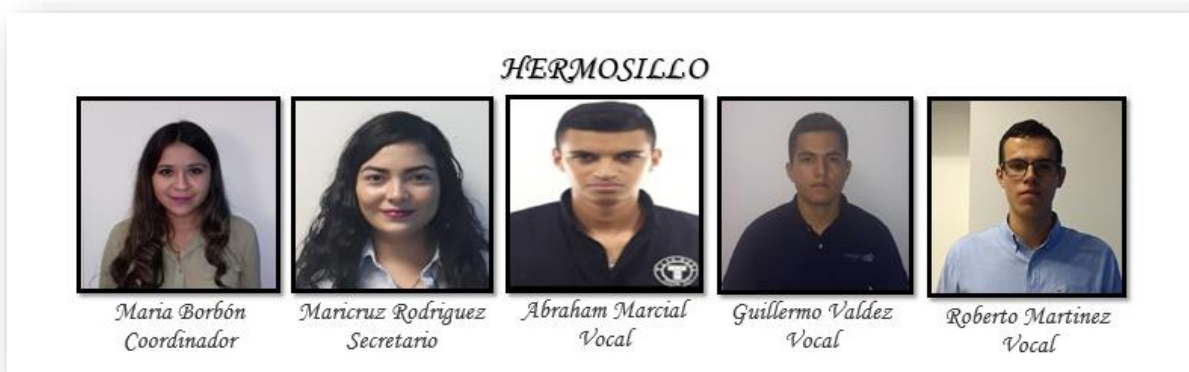 HERMOSILLO
Maria Borbón
Coordinador
Maricruz Rodriguez
Secretario
Abraham Marcial
Vocal
Guillermo Valdez
Vocal
Roberto Martinez
Vocal